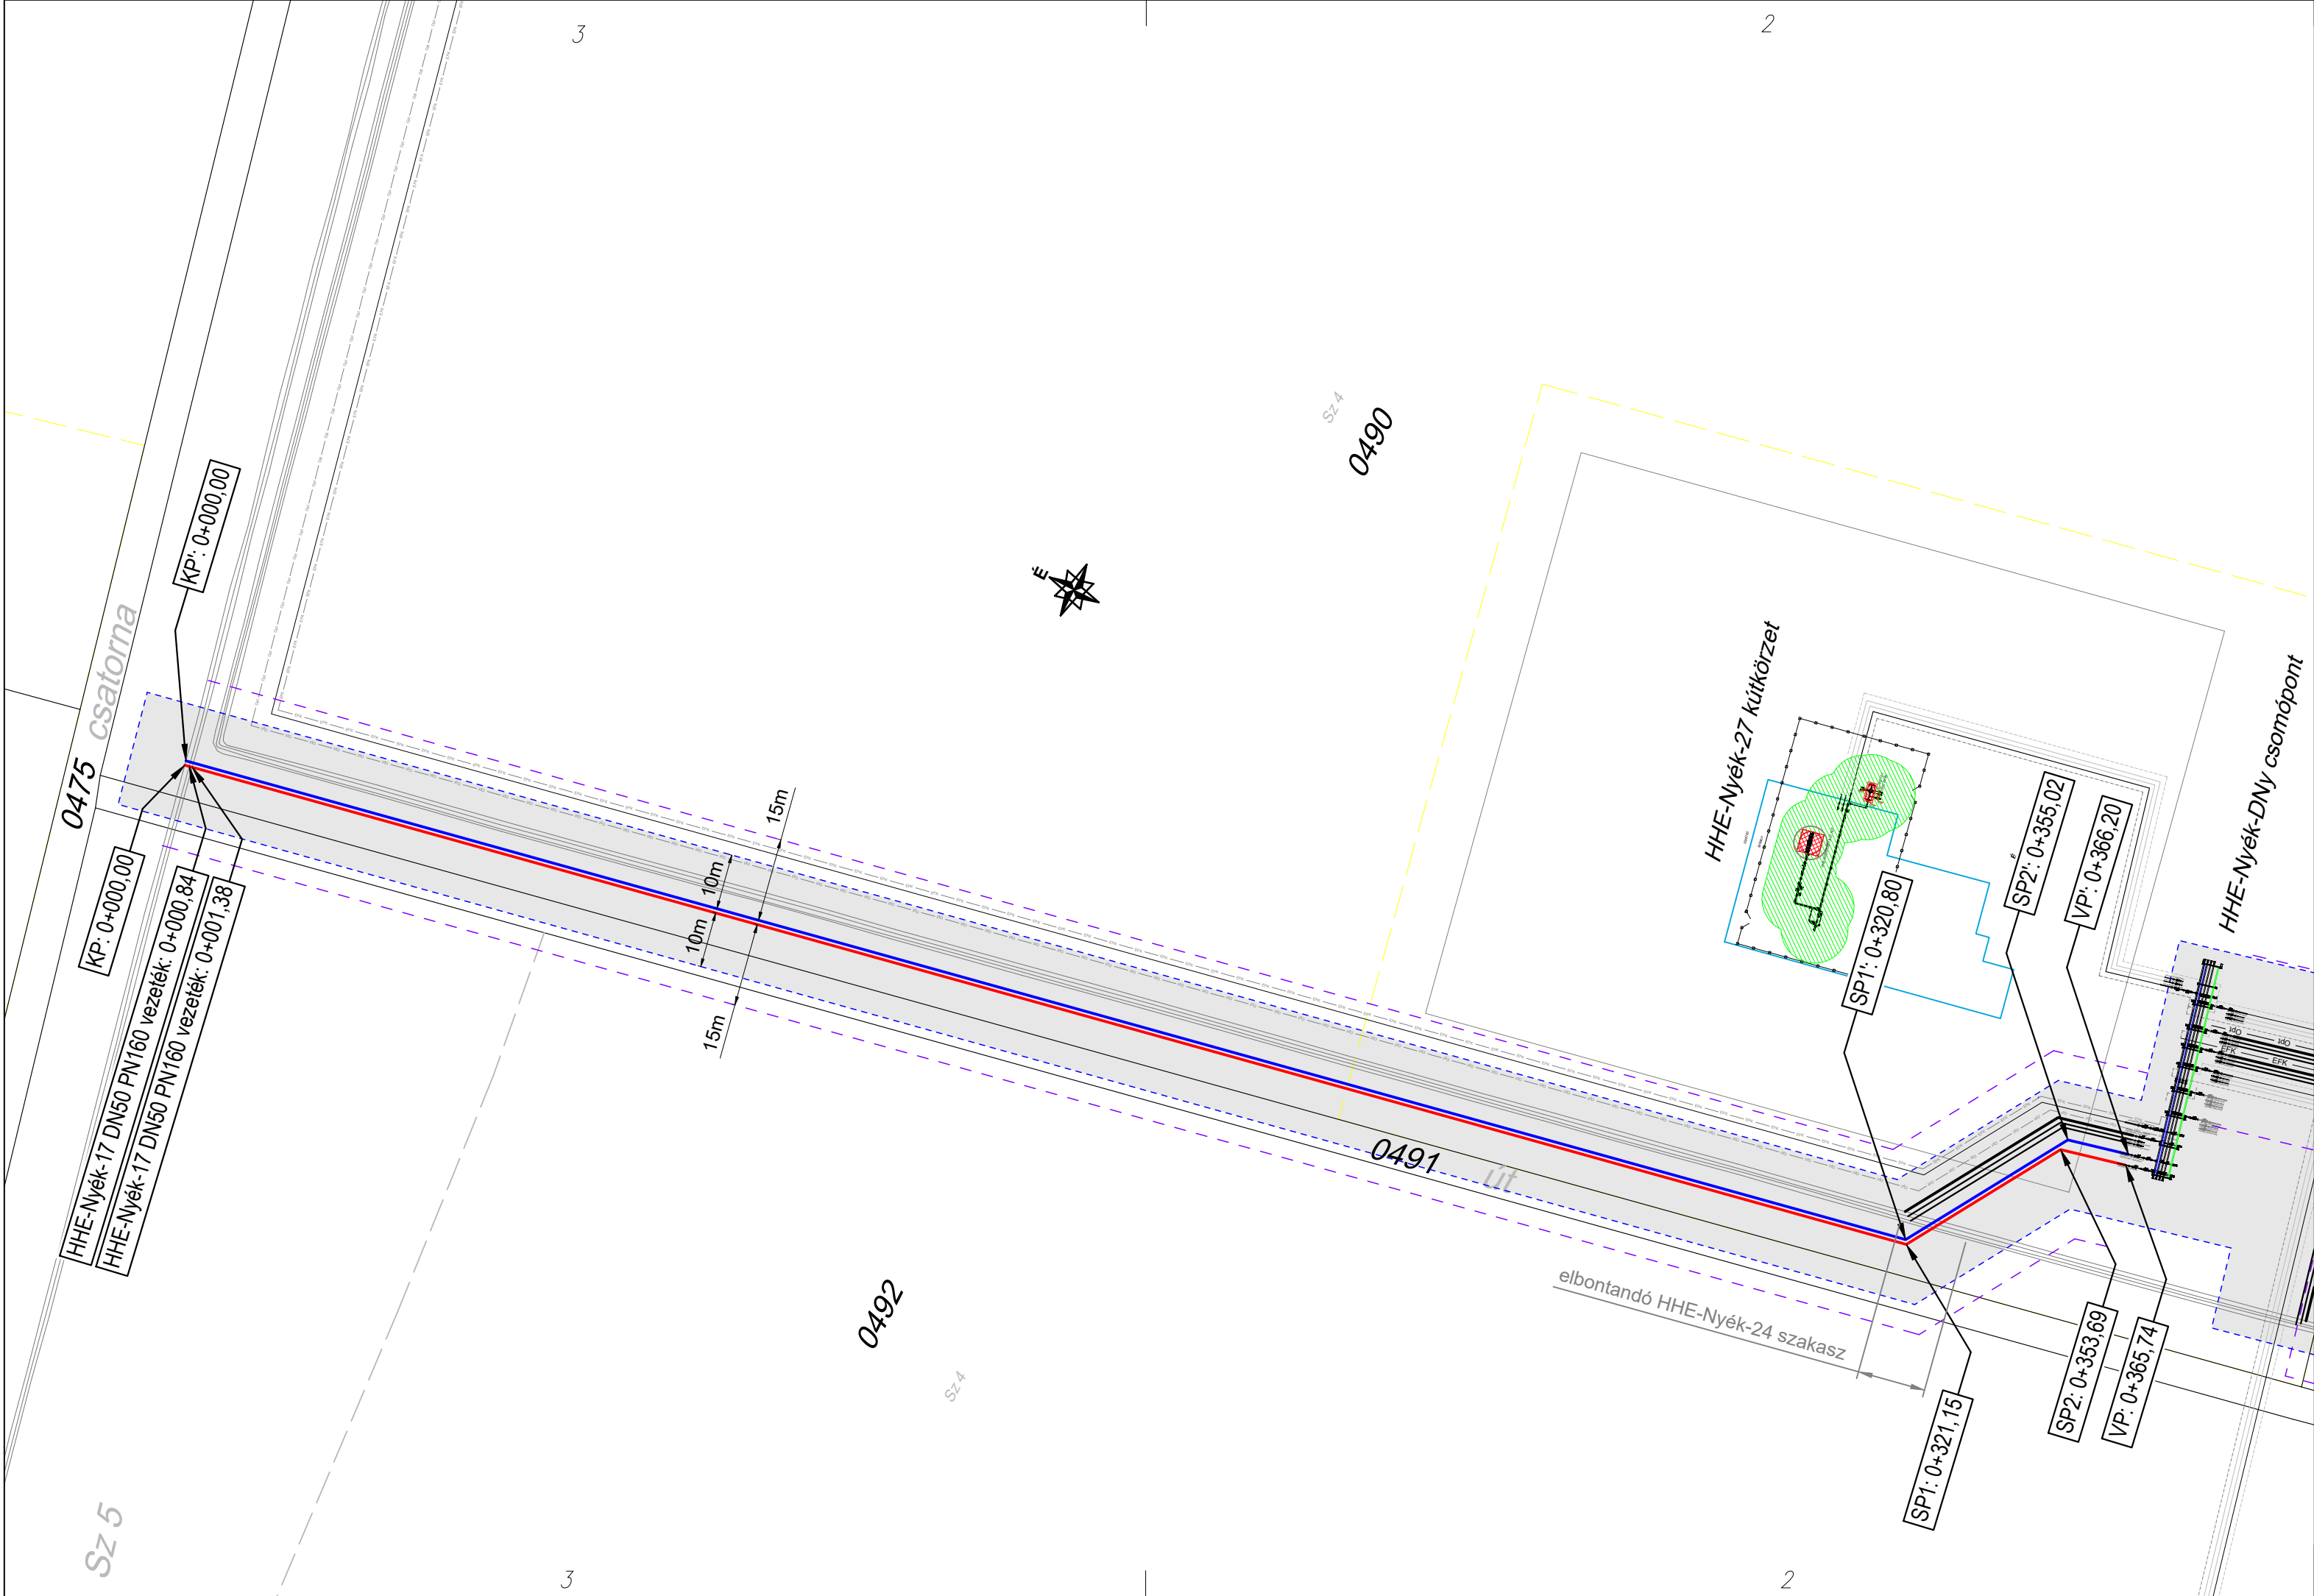 3
2
KP': 0+000,00
0475
csatorna
KP: 0+000,00
HHE-Nyék-17 DN50 PN160 vezeték: 0+000,84
HHE-Nyék-17 DN50 PN160 vezeték: 0+001,38
Sz 5
É
Sz 4
0490
15m
10m
10m
15m
HHE-Nyék-27 kútkörzet
HHE-Nyék-DNy csomópont
SP1': 0+320,80
SP2': 0+355,02
VP': 0+366,20
EFK
EFK
0491
út
0492
Sz 4
elbontandó HHE-Nyék-24 szakasz
SP1: 0+321,15
SP2: 0+353,69
VP: 0+365,74
3
2